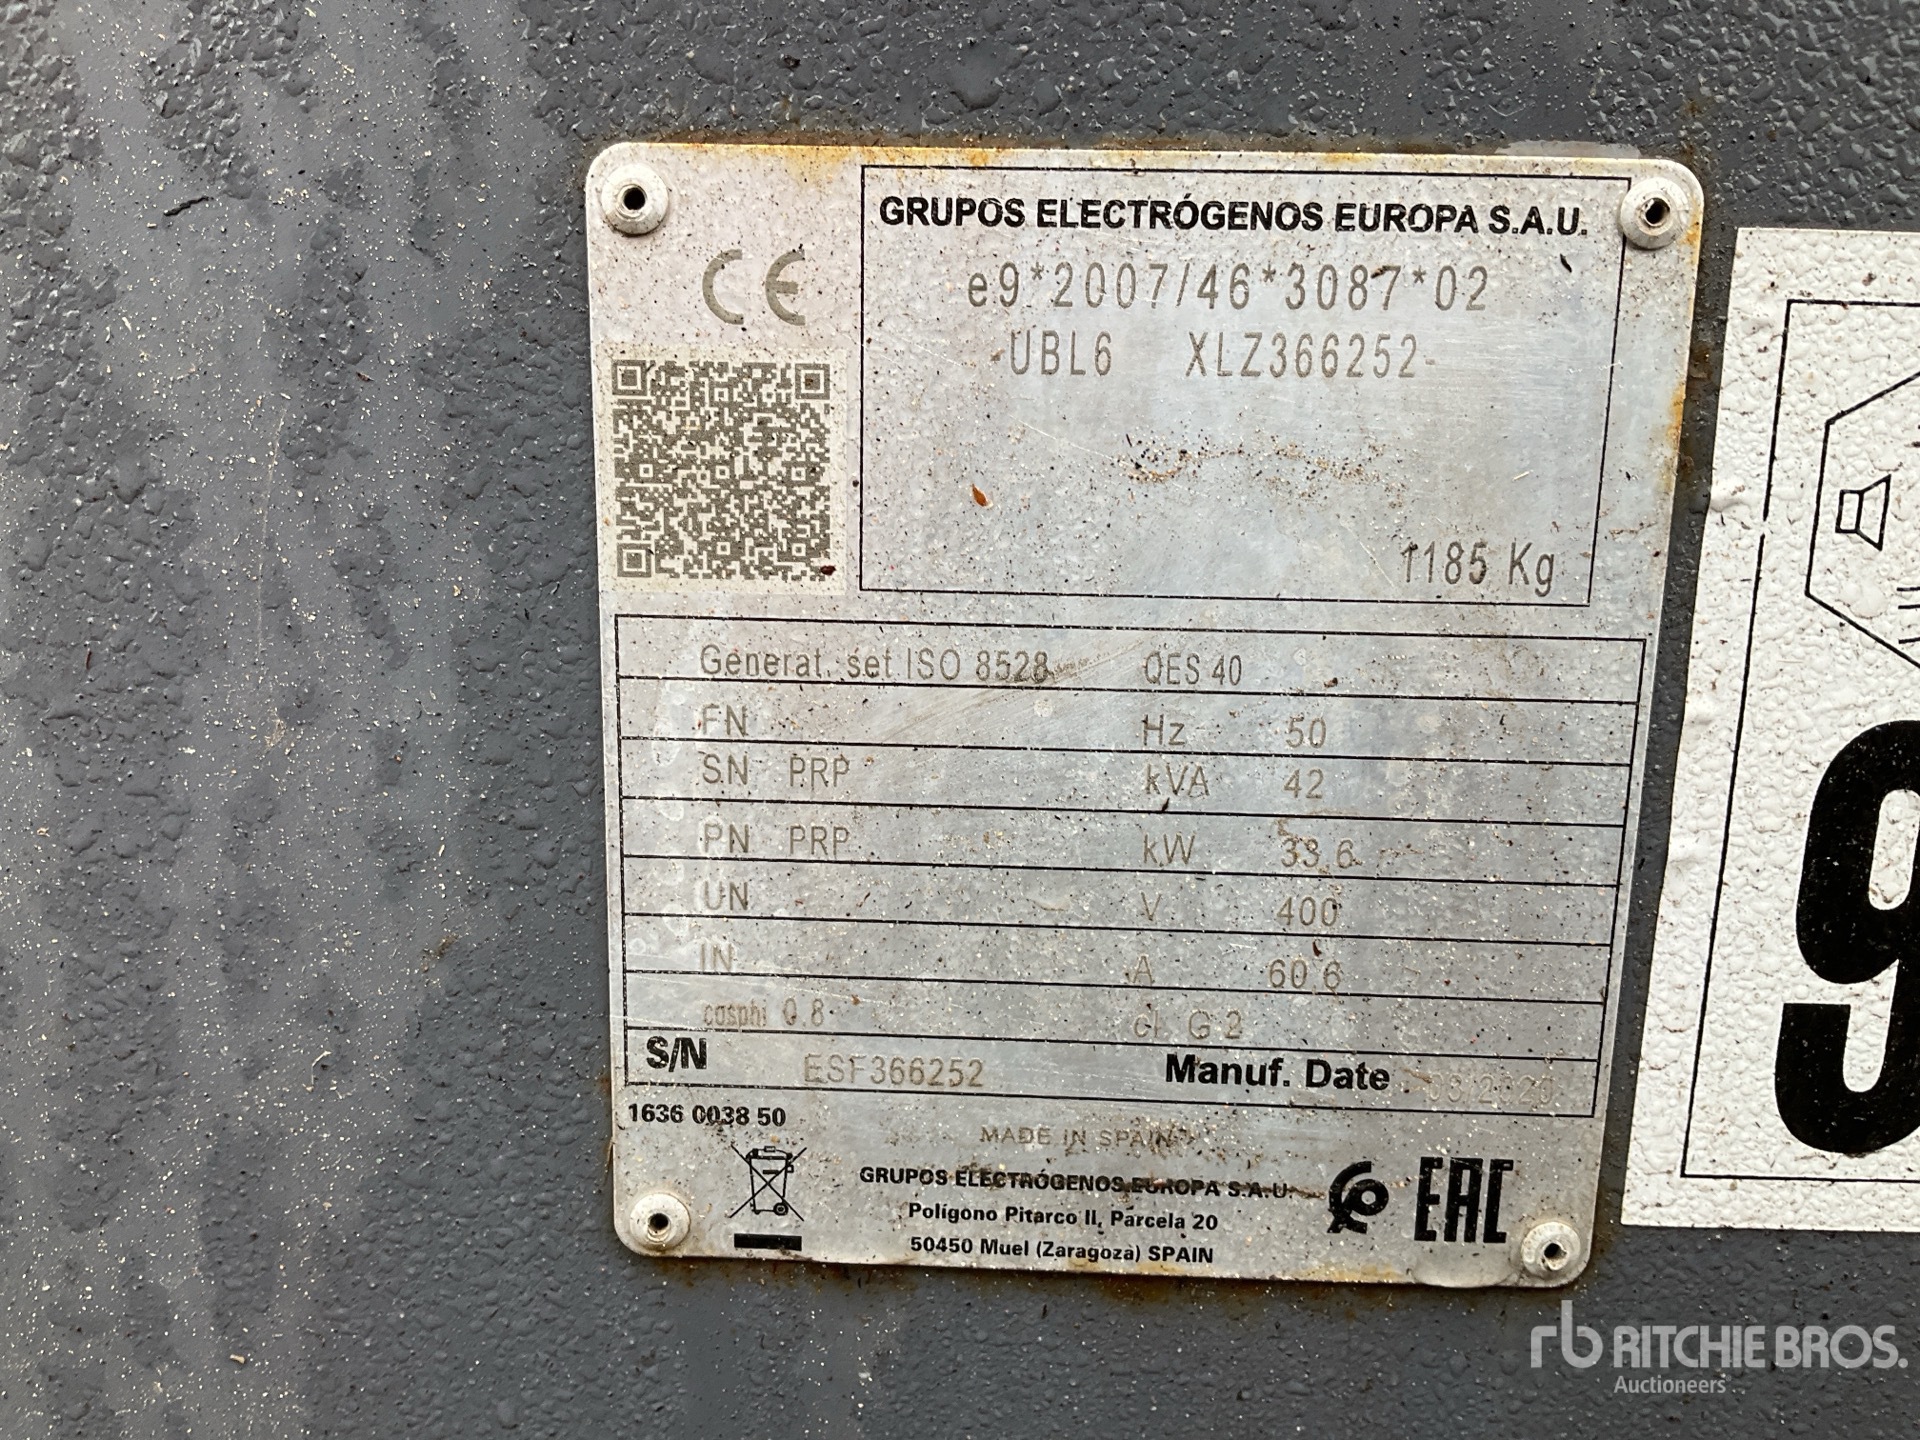 GRUPOS ELECTRÓGENOS EUROPA S.A.U.
CE
e9*2007/46*3087*02
UBL6 XLZ366252-
1185 Kg
Generat. set ISO 8528 QES 40
FN Hz 50
SN PRP kVA 42
PN PRP kW 33.6
UN V 400
IN A 60.6
cosphi 0.8 cl. G 2
S/N ESF366252 Manuf. Date
1636 0038 50
MADE IN SPAIN
GRUPOS ELECTRÓGENOS EUROPA S.A.U.
Polígono Pitarco II, Parcela 20
50450 Muel (Zaragoza) SPAIN
EAC
9
rb RITCHIE BROS.
Auctioneers